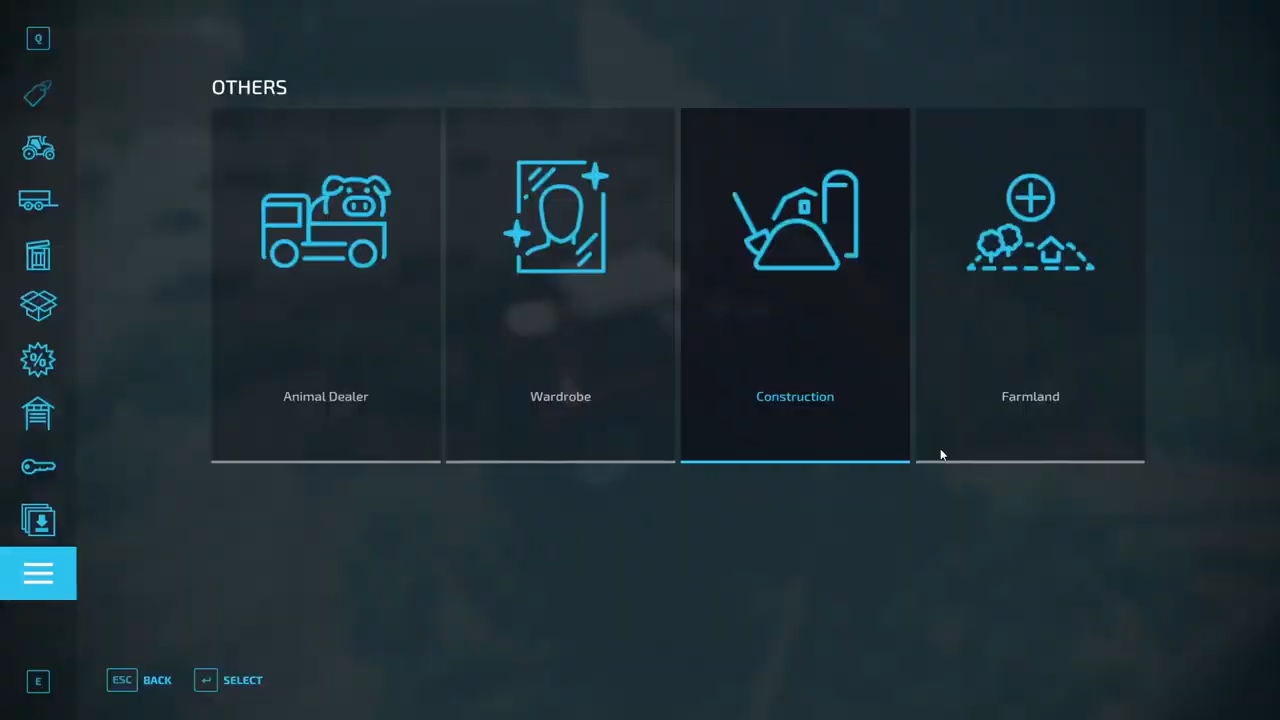 Q
OTHERS
%
Animal Dealer
Wardrobe
Construction
Farmland
E
ESC BACK
SELECT